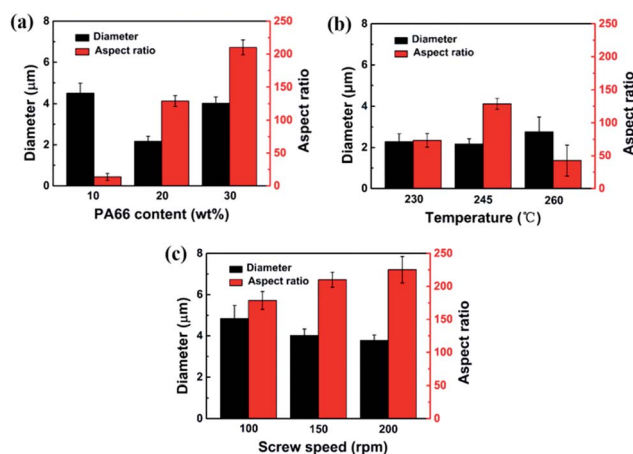 (a)
Diameter
Aspect ratio
Diameter (μm)
8
6
4
2
0
250
200
150
100
50
0
Aspect ratio
10
20
30
PA66 content (wt%)
(b)
Diameter
Aspect ratio
Diameter (μm)
8
6
4
2
0
250
200
150
100
50
0
Aspect ratio
230
245
260
Temperature (℃)
(c)
Diameter
Aspect ratio
Diameter (μm)
8
6
4
2
0
250
200
150
100
50
0
Aspect ratio
100
150
200
Screw speed (rpm)